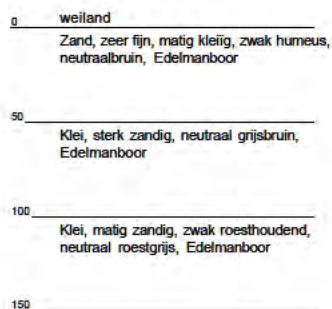 0 weiland
Zand, zeer fijn, matig kleiïg, zwak humeus,
neutraalbruin, Edelmanboor
50
Klei, sterk zandig, neutraal grijsbruin,
Edelmanboor
100
Klei, matig zandig, zwak roesthoudend,
neutraal roestgrijs, Edelmanboor
150